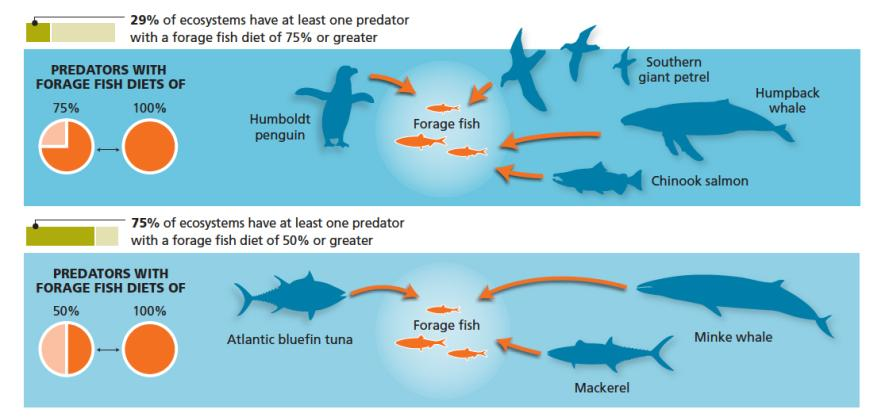 29% of ecosystems have at least one predator
with a forage fish diet of 75% or greater
PREDATORS WITH
FORAGE FISH DIETS OF
75%
100%
Humboldt
penguin
Forage fish
Southern
giant petrel
Humpback
whale
Chinook salmon
75% of ecosystems have at least one predator
with a forage fish diet of 50% or greater
PREDATORS WITH
FORAGE FISH DIETS OF
50%
100%
Atlantic bluefin tuna
Forage fish
Minke whale
Mackerel